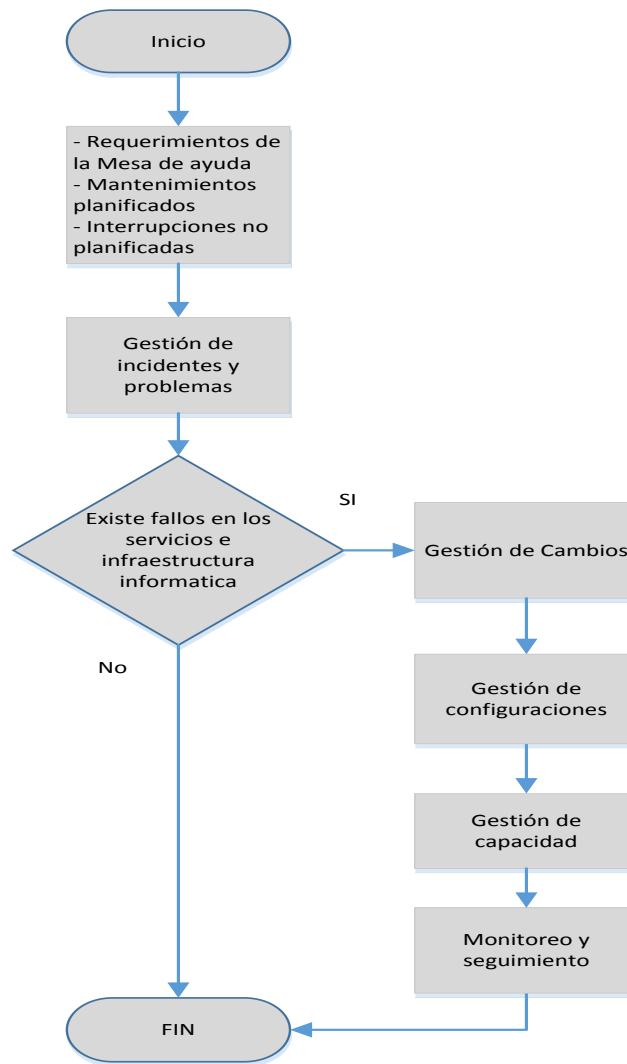 Inicio
- Requerimientos de
la Mesa de ayuda
- Mantenimientos
planificados
- Interrupciones no
planificadas
Gestión de
incidentes y
problemas
Existe fallos en los
servicios e
infraestructura
informatica
SI
No
Gestión de Cambios
Gestión de
configuraciones
Gestión de
capacidad
Monitoreo y
seguimiento
FIN